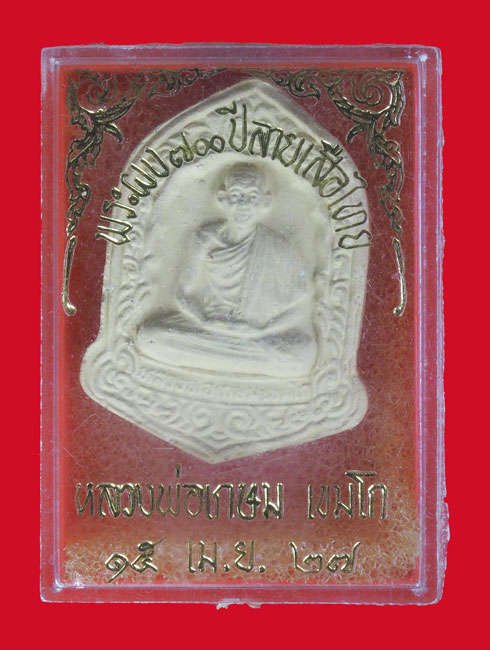 พระผง ๗๐๐ ปีลายเสือไทย
หลวงพ่อเกษม เขมโก
๑๕ เม.ย. ๒๗